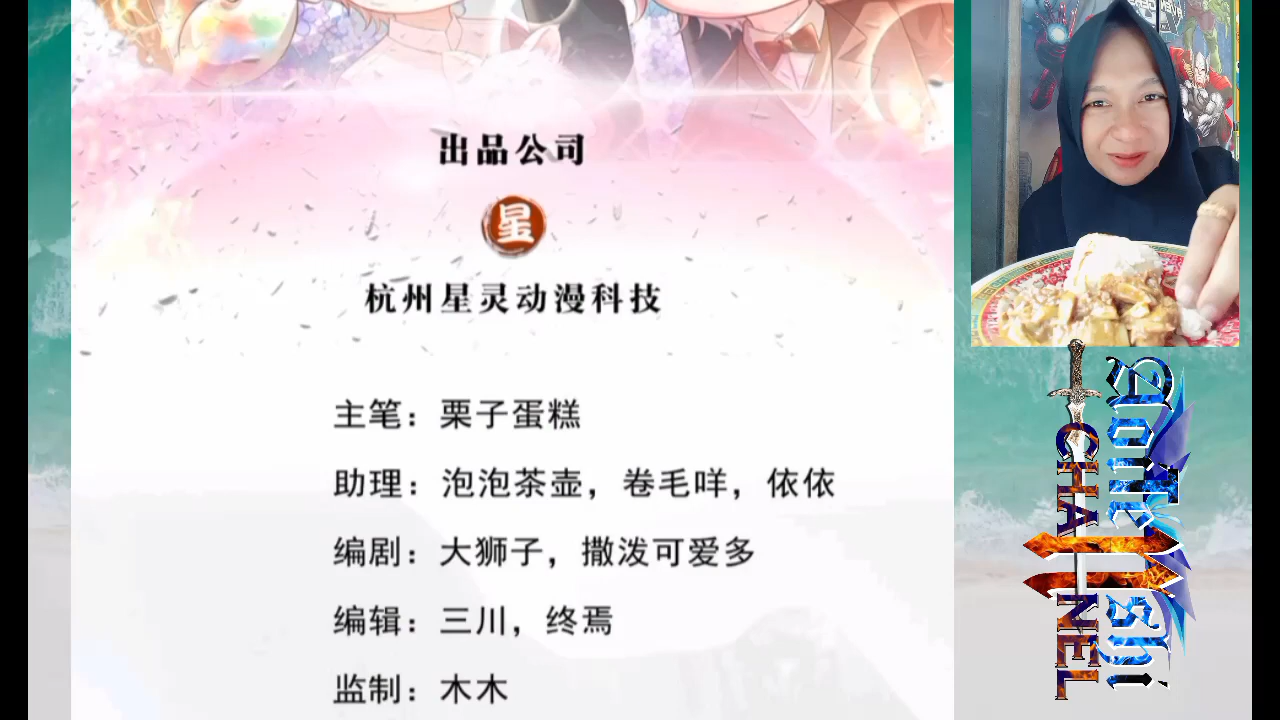 出品公司
星
杭州星灵动漫科技
主笔：栗子蛋糕
助理：泡泡茶壶，卷毛咩，依依
编剧：大狮子，撒泼可爱多
编辑：三川，终焉
监制：木木
CHANNEL